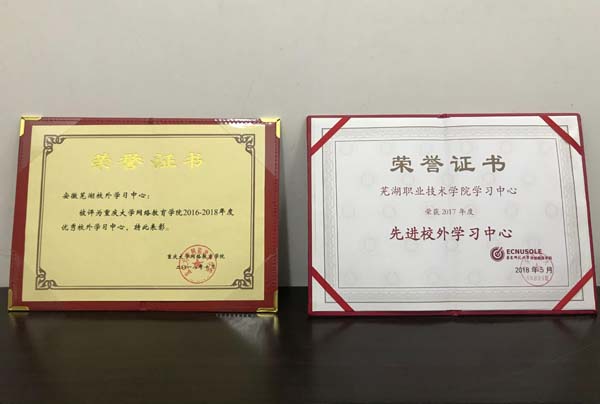 荣誉证书
安徽芜湖校外学习中心:
被评为重庆大学网络教育学院2016-2018年度
优秀校外学习中心,特此表彰。
重庆大学网络教育学院
荣誉证书
芜湖职业技术学院学习中心
荣获2017年度
先进校外学习中心
ECNUSOLE
2018年5月